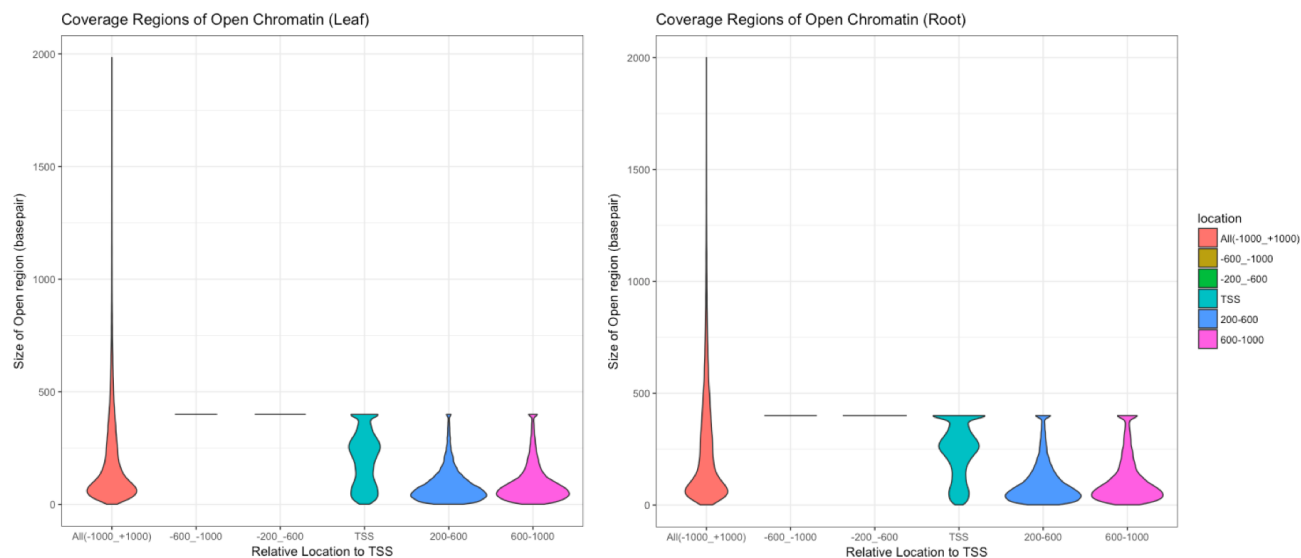 Coverage Regions of Open Chromatin (Leaf)
Size of Open region (basepair)
2000
1500
1000
500
0
All(-1000_+1000)
-600_-1000
-200_-600
TSS
200-600
600-1000
Relative Location to TSS
Coverage Regions of Open Chromatin (Root)
Size of Open region (basepair)
2000
1500
1000
500
0
All(-1000_+1000)
-600_-1000
-200_-600
TSS
200-600
600-1000
Relative Location to TSS
location
All(-1000_+1000)
-600_-1000
-200_-600
TSS
200-600
600-1000